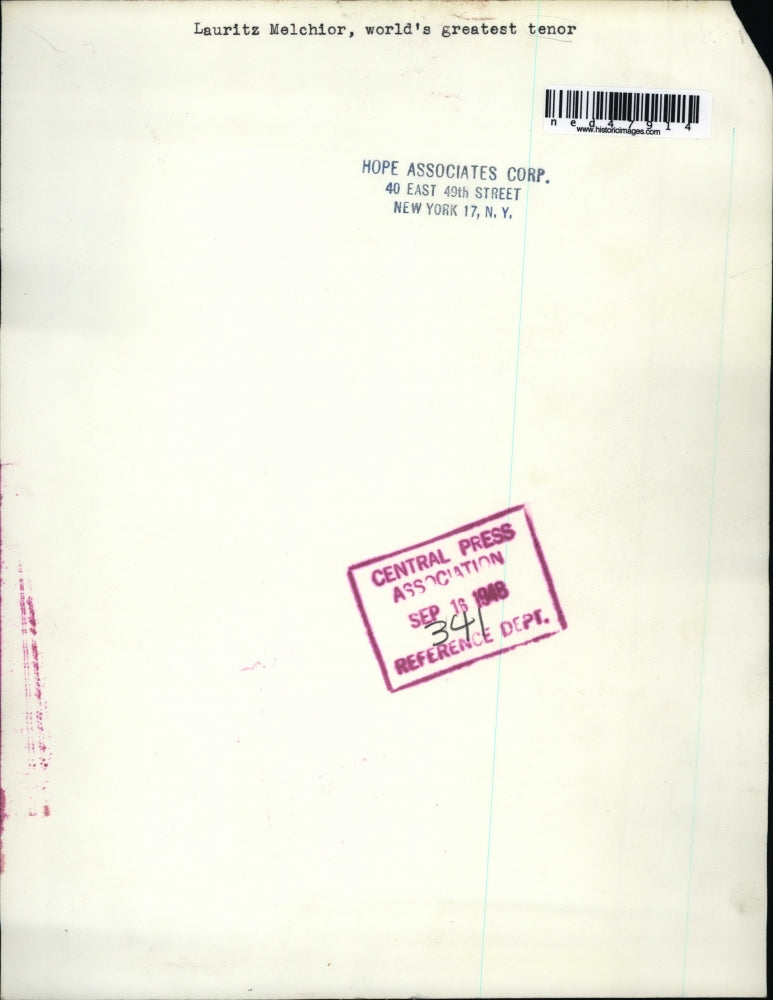 Lauritz Melchior, world's greatest tenor
ned47914
www.historicimages.com
HOPE ASSOCIATES CORP.
40 EAST 49th STREET
NEW YORK 17, N. Y.
CENTRAL PRESS
ASSOCIATION
SEP 16 1948
341
REFERENCE DEPT.